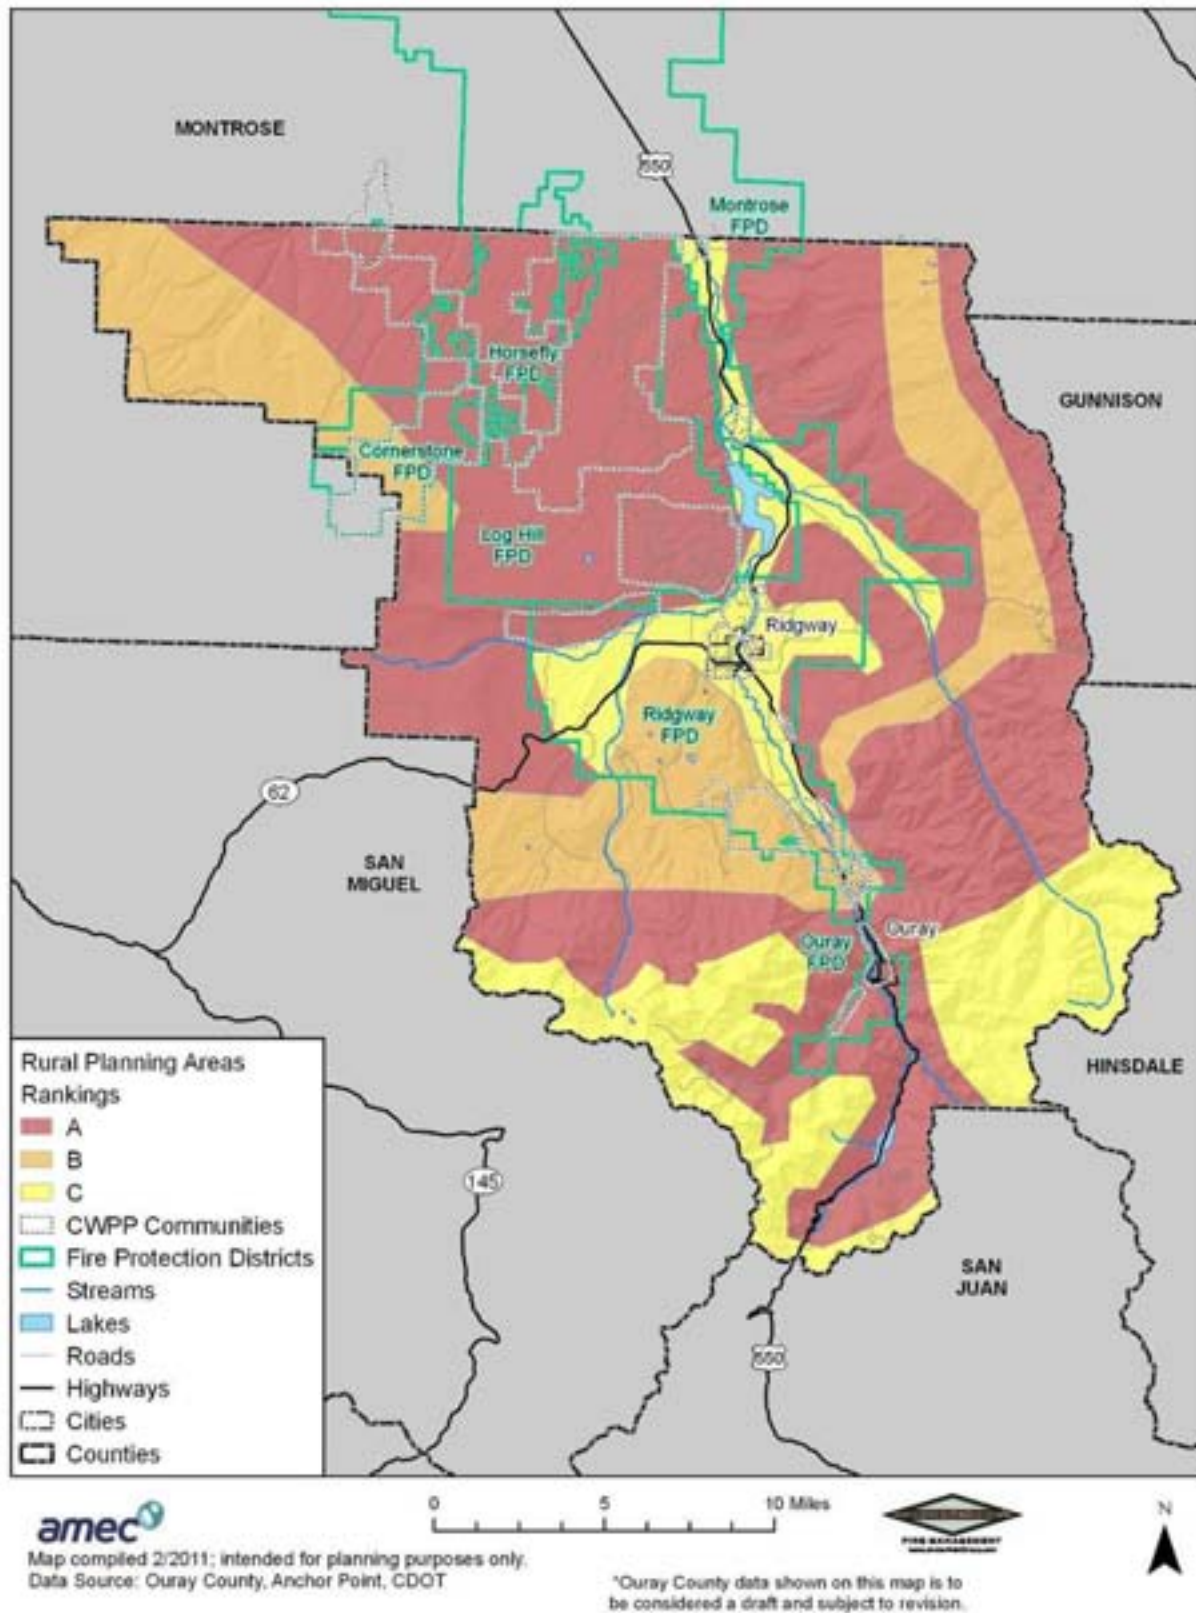 MONTROSE
550
Montrose
FPD
Horsefly
FPD
GUNNISON
Cornerstone
FPD
Log Hill
FPD
Ridgway
Ridgway
FPD
62
SAN
MIGUEL
Ouray
Ouray
FPD
HINSDALE
145
SAN
JUAN
550
Rural Planning Areas
Rankings
A
B
C
CWPP Communities
Fire Protection Districts
Streams
Lakes
Roads
Highways
Cities
Counties
0 5 10 Miles
amec
FIRE MANAGEMENT
N
Map compiled 2/2011; intended for planning purposes only.
Data Source: Ouray County, Anchor Point, CDOT
*Ouray County data shown on this map is to
be considered a draft and subject to revision.